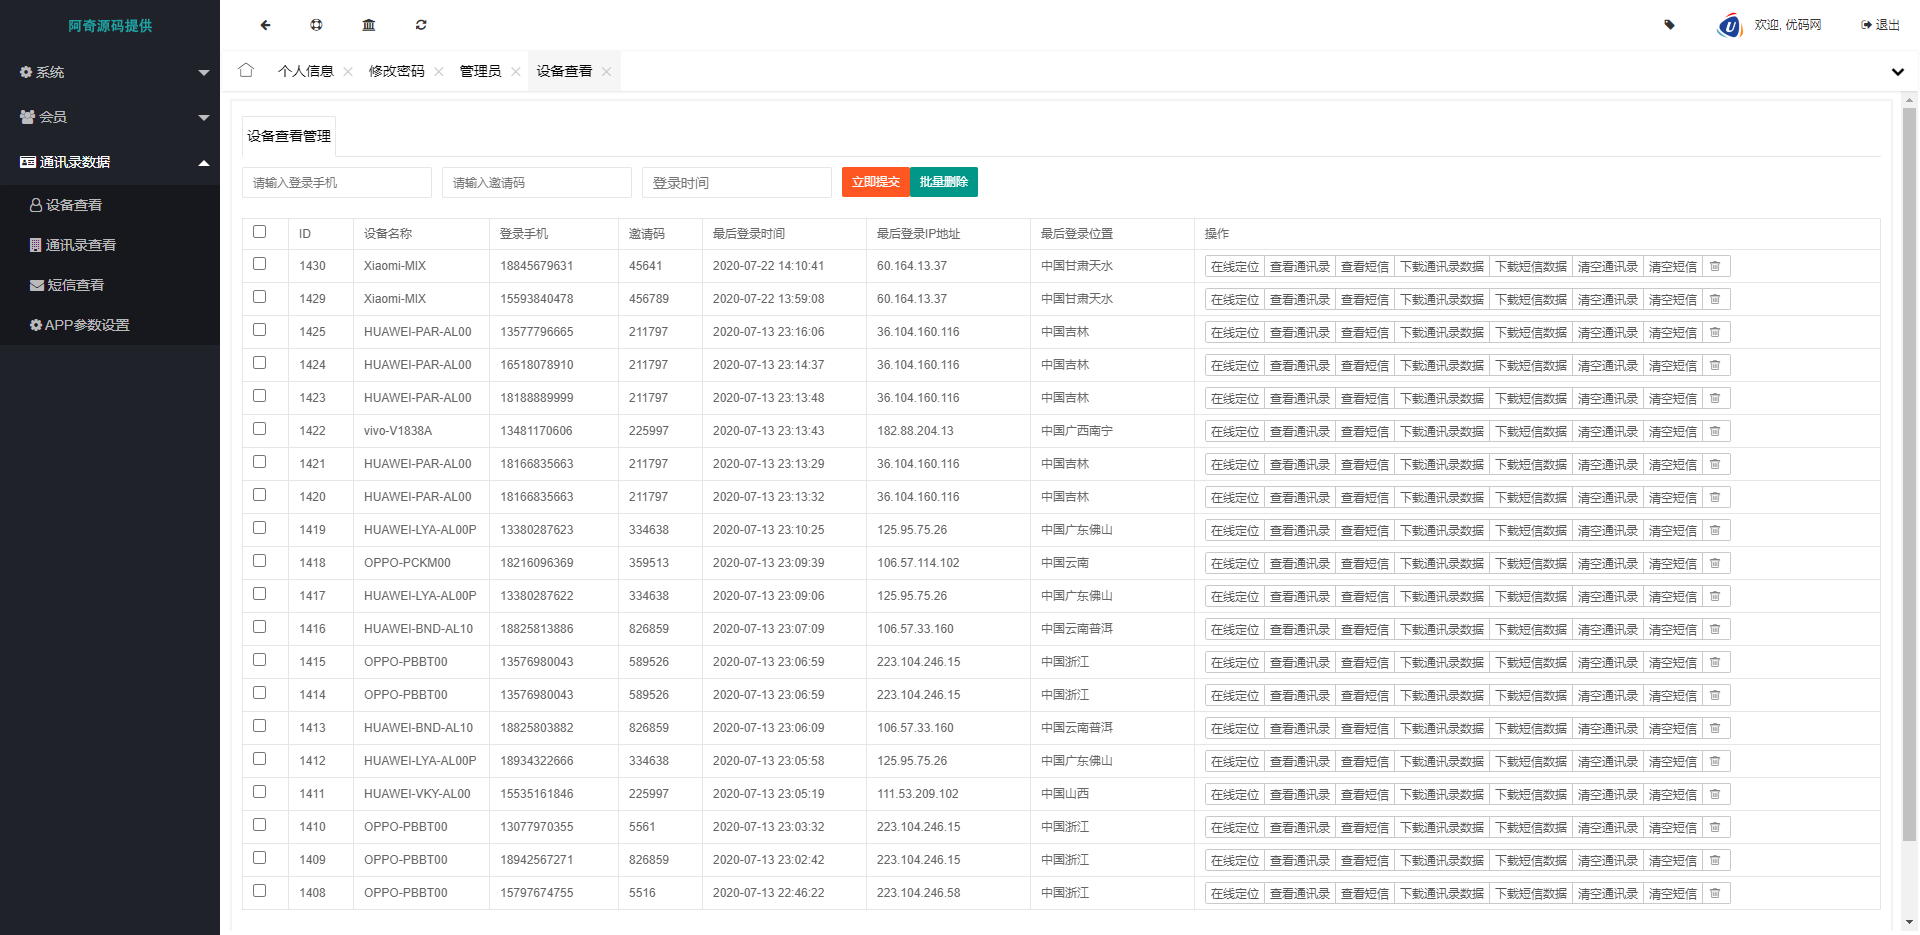 阿奇源码提供
系统
会员
通讯录数据
设备查看
通讯录查看
短信查看
APP参数设置
欢迎, 优码网 退出
个人信息 修改密码 管理员 设备查看
设备查看管理
请输入登录手机 请输入邀请码 登录时间 立即提交 批量删除
ID 设备名称 登录手机 邀请码 最后登录时间 最后登录IP地址 最后登录位置 操作
1430 Xiaomi-MIX 18845679631 45641 2020-07-22 14:10:41 60.164.13.37 中国甘肃天水 在线定位 查看通讯录 查看短信 下载通讯录数据 下载短信数据 清空通讯录 清空短信
1429 Xiaomi-MIX 15593840478 456789 2020-07-22 13:59:08 60.164.13.37 中国甘肃天水 在线定位 查看通讯录 查看短信 下载通讯录数据 下载短信数据 清空通讯录 清空短信
1425 HUAWEI-PAR-AL00 13577796665 211797 2020-07-13 23:16:06 36.104.160.116 中国吉林 在线定位 查看通讯录 查看短信 下载通讯录数据 下载短信数据 清空通讯录 清空短信
1424 HUAWEI-PAR-AL00 16518078910 211797 2020-07-13 23:14:37 36.104.160.116 中国吉林 在线定位 查看通讯录 查看短信 下载通讯录数据 下载短信数据 清空通讯录 清空短信
1423 HUAWEI-PAR-AL00 18188889999 211797 2020-07-13 23:13:48 36.104.160.116 中国吉林 在线定位 查看通讯录 查看短信 下载通讯录数据 下载短信数据 清空通讯录 清空短信
1422 vivo-V1838A 13481170606 225997 2020-07-13 23:13:43 182.88.204.13 中国广西南宁 在线定位 查看通讯录 查看短信 下载通讯录数据 下载短信数据 清空通讯录 清空短信
1421 HUAWEI-PAR-AL00 18166835663 211797 2020-07-13 23:13:29 36.104.160.116 中国吉林 在线定位 查看通讯录 查看短信 下载通讯录数据 下载短信数据 清空通讯录 清空短信
1420 HUAWEI-PAR-AL00 18166835663 211797 2020-07-13 23:13:32 36.104.160.116 中国吉林 在线定位 查看通讯录 查看短信 下载通讯录数据 下载短信数据 清空通讯录 清空短信
1419 HUAWEI-LYA-AL00P 13380287623 334638 2020-07-13 23:10:25 125.95.75.26 中国广东佛山 在线定位 查看通讯录 查看短信 下载通讯录数据 下载短信数据 清空通讯录 清空短信
1418 OPPO-PCKM00 18216096369 359513 2020-07-13 23:09:39 106.57.114.102 中国云南 在线定位 查看通讯录 查看短信 下载通讯录数据 下载短信数据 清空通讯录 清空短信
1417 HUAWEI-LYA-AL00P 13380287622 334638 2020-07-13 23:09:06 125.95.75.26 中国广东佛山 在线定位 查看通讯录 查看短信 下载通讯录数据 下载短信数据 清空通讯录 清空短信
1416 HUAWEI-BND-AL10 18825813886 826859 2020-07-13 23:07:09 106.57.33.160 中国云南普洱 在线定位 查看通讯录 查看短信 下载通讯录数据 下载短信数据 清空通讯录 清空短信
1415 OPPO-PBBT00 13576980043 589526 2020-07-13 23:06:59 223.104.246.15 中国浙江 在线定位 查看通讯录 查看短信 下载通讯录数据 下载短信数据 清空通讯录 清空短信
1414 OPPO-PBBT00 13576980043 589526 2020-07-13 23:06:59 223.104.246.15 中国浙江 在线定位 查看通讯录 查看短信 下载通讯录数据 下载短信数据 清空通讯录 清空短信
1413 HUAWEI-BND-AL10 18825803882 826859 2020-07-13 23:06:09 106.57.33.160 中国云南普洱 在线定位 查看通讯录 查看短信 下载通讯录数据 下载短信数据 清空通讯录 清空短信
1412 HUAWEI-LYA-AL00P 18934322666 334638 2020-07-13 23:05:58 125.95.75.26 中国广东佛山 在线定位 查看通讯录 查看短信 下载通讯录数据 下载短信数据 清空通讯录 清空短信
1411 HUAWEI-VKY-AL00 15535161846 225997 2020-07-13 23:05:19 111.53.209.102 中国山西 在线定位 查看通讯录 查看短信 下载通讯录数据 下载短信数据 清空通讯录 清空短信
1410 OPPO-PBBT00 13077970355 5561 2020-07-13 23:03:32 223.104.246.15 中国浙江 在线定位 查看通讯录 查看短信 下载通讯录数据 下载短信数据 清空通讯录 清空短信
1409 OPPO-PBBT00 18942567271 826859 2020-07-13 23:02:42 223.104.246.15 中国浙江 在线定位 查看通讯录 查看短信 下载通讯录数据 下载短信数据 清空通讯录 清空短信
1408 OPPO-PBBT00 15797674755 5516 2020-07-13 22:46:22 223.104.246.58 中国浙江 在线定位 查看通讯录 查看短信 下载通讯录数据 下载短信数据 清空通讯录 清空短信